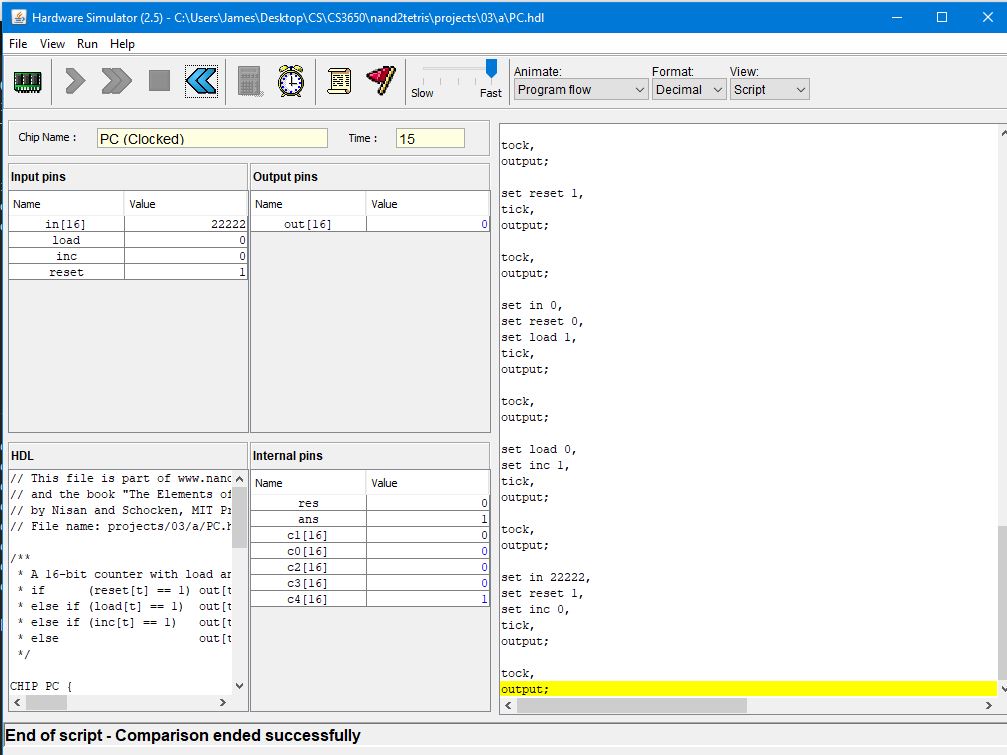 Hardware Simulator (2.5) - C:\Users\James\Desktop\CS\CS3650\nand2tetris\projects\03\a\PC.hdl
File View Run Help
Slow Fast
Animate: Format: View:
Program flow Decimal Script
Chip Name : PC (Clocked) Time : 15
Input pins
Name Value
in[16] 22222
load 0
inc 0
reset 1
Output pins
Name Value
out[16] 0
HDL
// This file is part of www.nand
// and the book "The Elements of
// by Nisan and Schocken, MIT Pr
// File name: projects/03/a/PC.h
/**
* A 16-bit counter with load an
* if (reset[t] == 1) out[t
* else if (load[t] == 1) out[t
* else if (inc[t] == 1) out[t
* else out[t
*/
CHIP PC {
Internal pins
Name Value
res 0
ans 1
c1[16] 0
c0[16] 0
c2[16] 0
c3[16] 0
c4[16] 1
tock,
output;
set reset 1,
tick,
output;
tock,
output;
set in 0,
set reset 0,
set load 1,
tick,
output;
tock,
output;
set load 0,
set inc 1,
tick,
output;
tock,
output;
set in 22222,
set reset 1,
set inc 0,
tick,
output;
tock,
output;
End of script - Comparison ended successfully